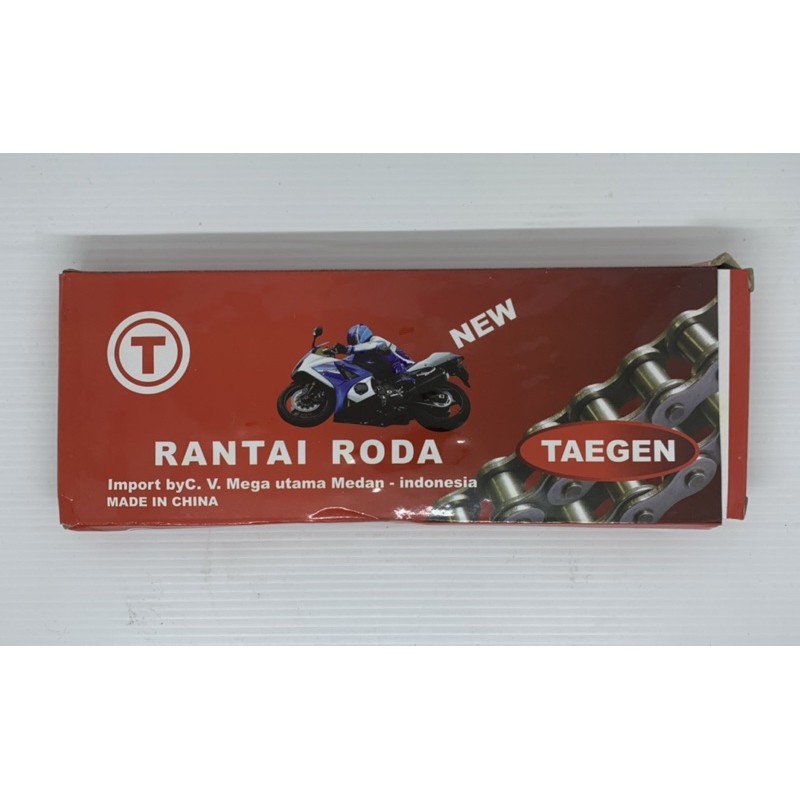 T
NEW
RANTAI RODA
TAEGEN
Import byC. V. Mega utama Medan - indonesia
MADE IN CHINA